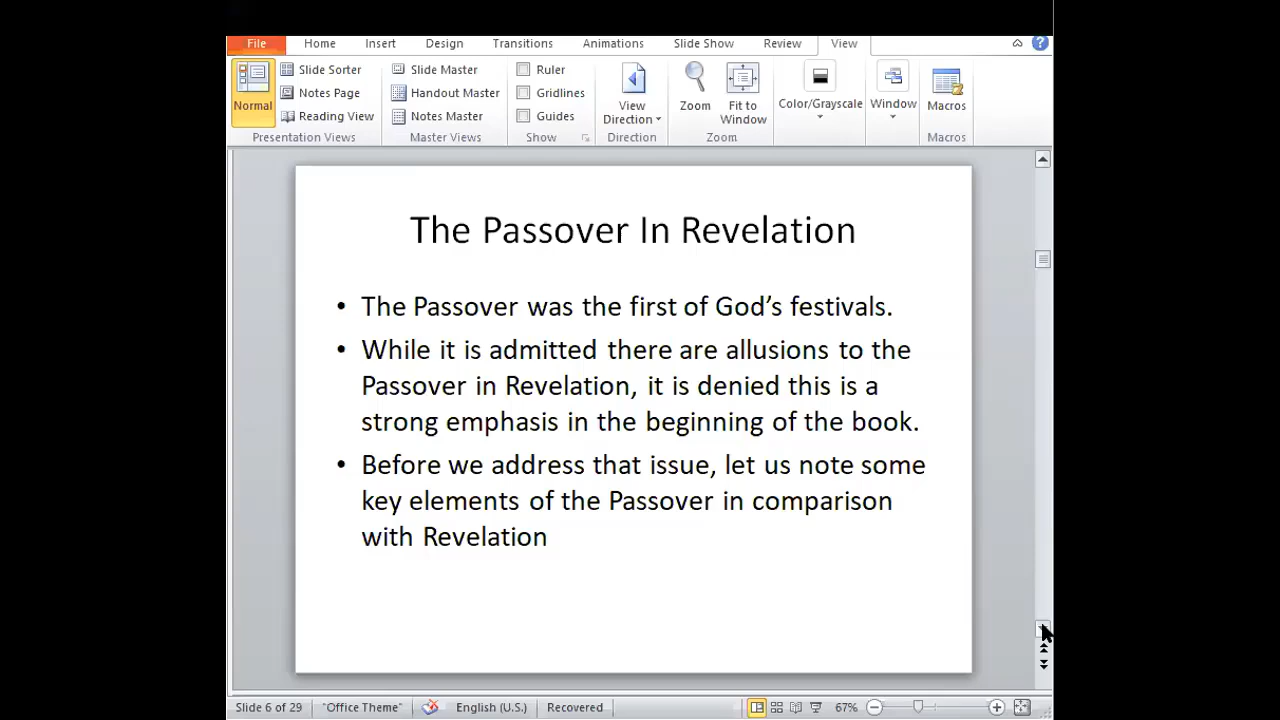 File Home Insert Design Transitions Animations Slide Show Review View
Slide Sorter Slide Master Ruler
Notes Page Handout Master Gridlines
Normal Reading View Notes Master Guides View Direction Zoom Fit to Window Color/Grayscale Window Macros
Presentation Views Master Views Show Direction Zoom Macros
The Passover In Revelation
• The Passover was the first of God’s festivals.
• While it is admitted there are allusions to the
Passover in Revelation, it is denied this is a
strong emphasis in the beginning of the book.
• Before we address that issue, let us note some
key elements of the Passover in comparison
with Revelation
Slide 6 of 29 "Office Theme" English (U.S.) Recovered 67%